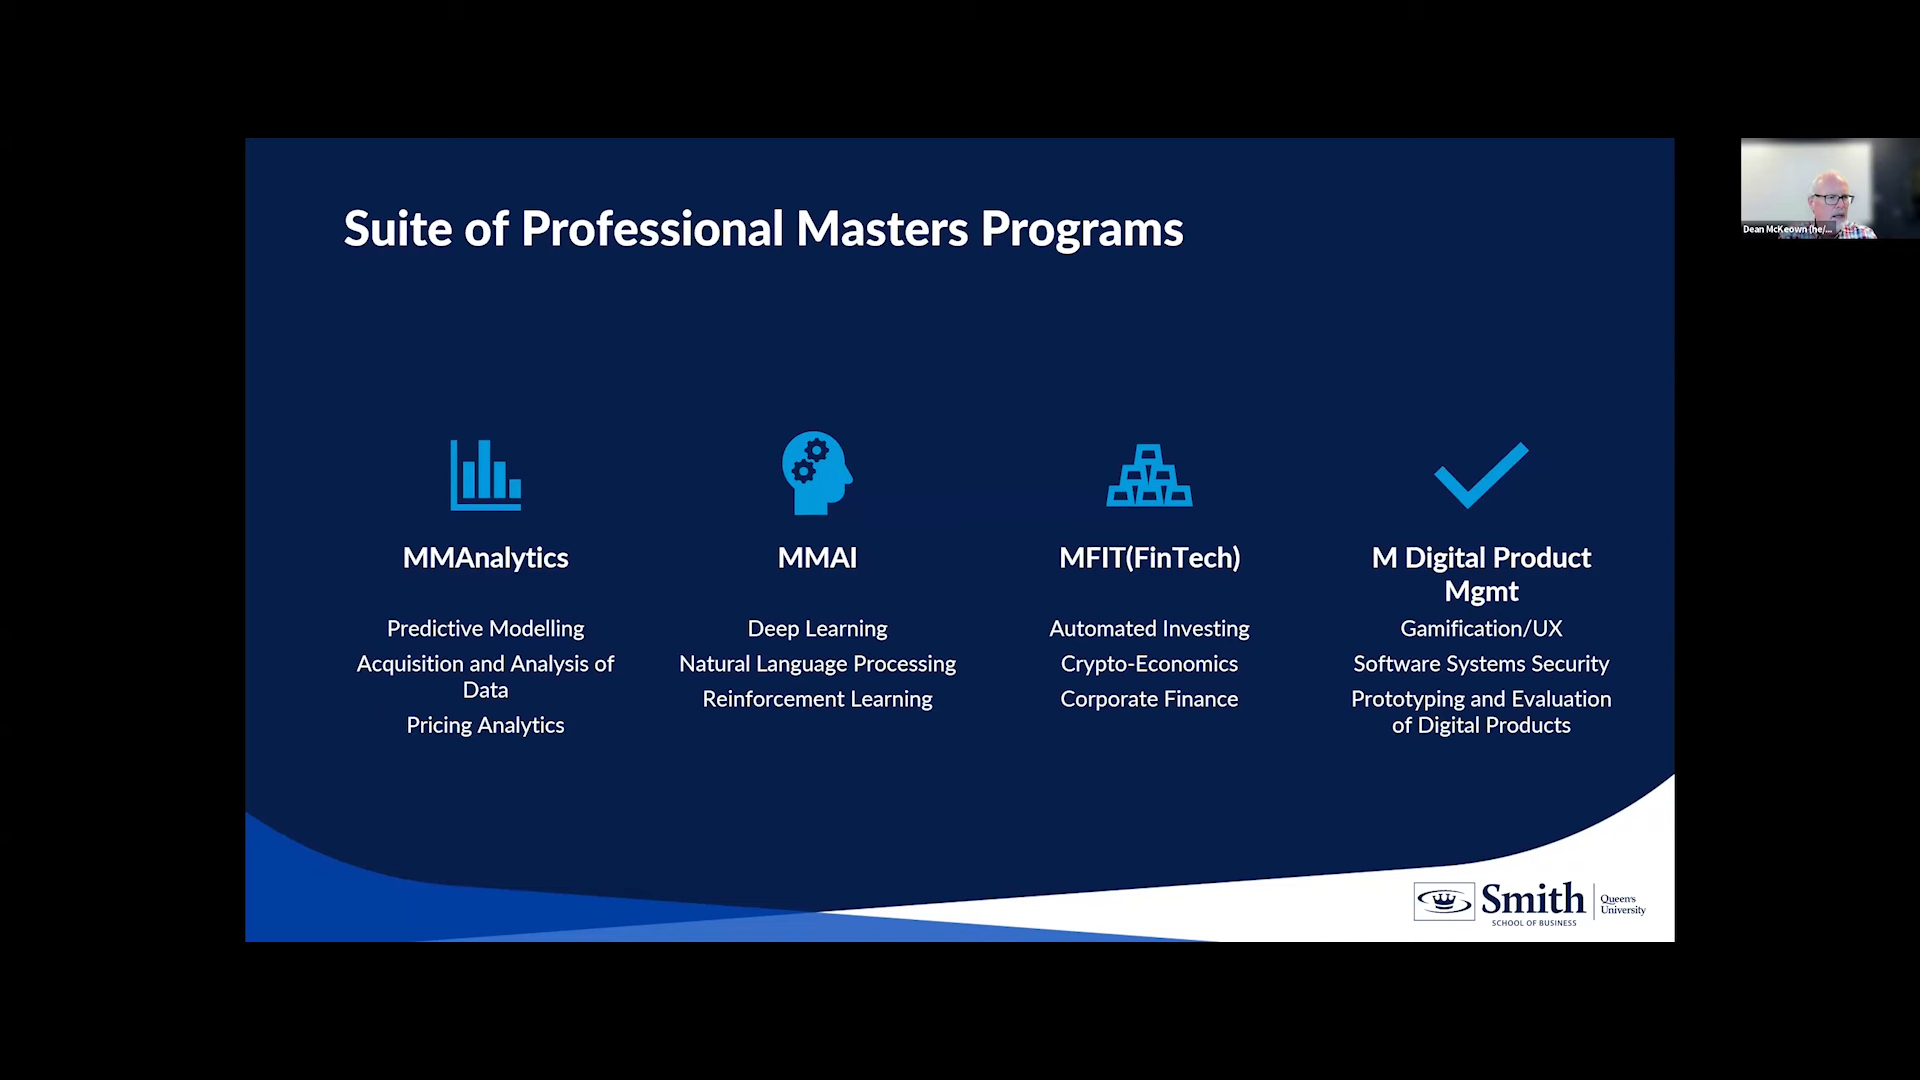 Suite of Professional Masters Programs
Dean McKeown (he/...
MMAnalytics
Predictive Modelling
Acquisition and Analysis of
Data
Pricing Analytics
MMAI
Deep Learning
Natural Language Processing
Reinforcement Learning
MFIT(FinTech)
Automated Investing
Crypto-Economics
Corporate Finance
M Digital Product
Mgmt
Gamification/UX
Software Systems Security
Prototyping and Evaluation
of Digital Products
Smith
SCHOOL OF BUSINESS
Queen's
University